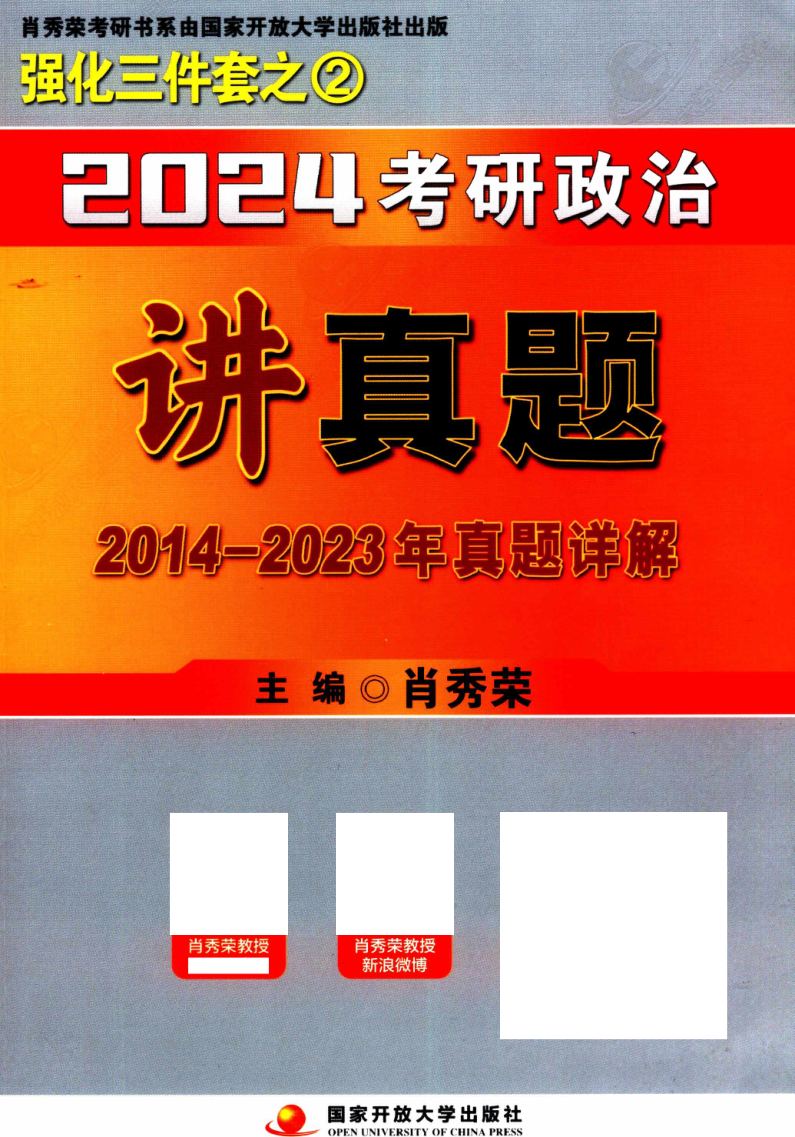 肖秀荣考研书系由国家开放大学出版社出版
强化三件套之②
2024考研政治
讲真题
2014-2023年真题详解
主 编 ◎ 肖秀荣
肖秀荣教授
肖秀荣教授
新浪微博
国家开放大学出版社
OPEN UNIVERSITY OF CHINA PRESS